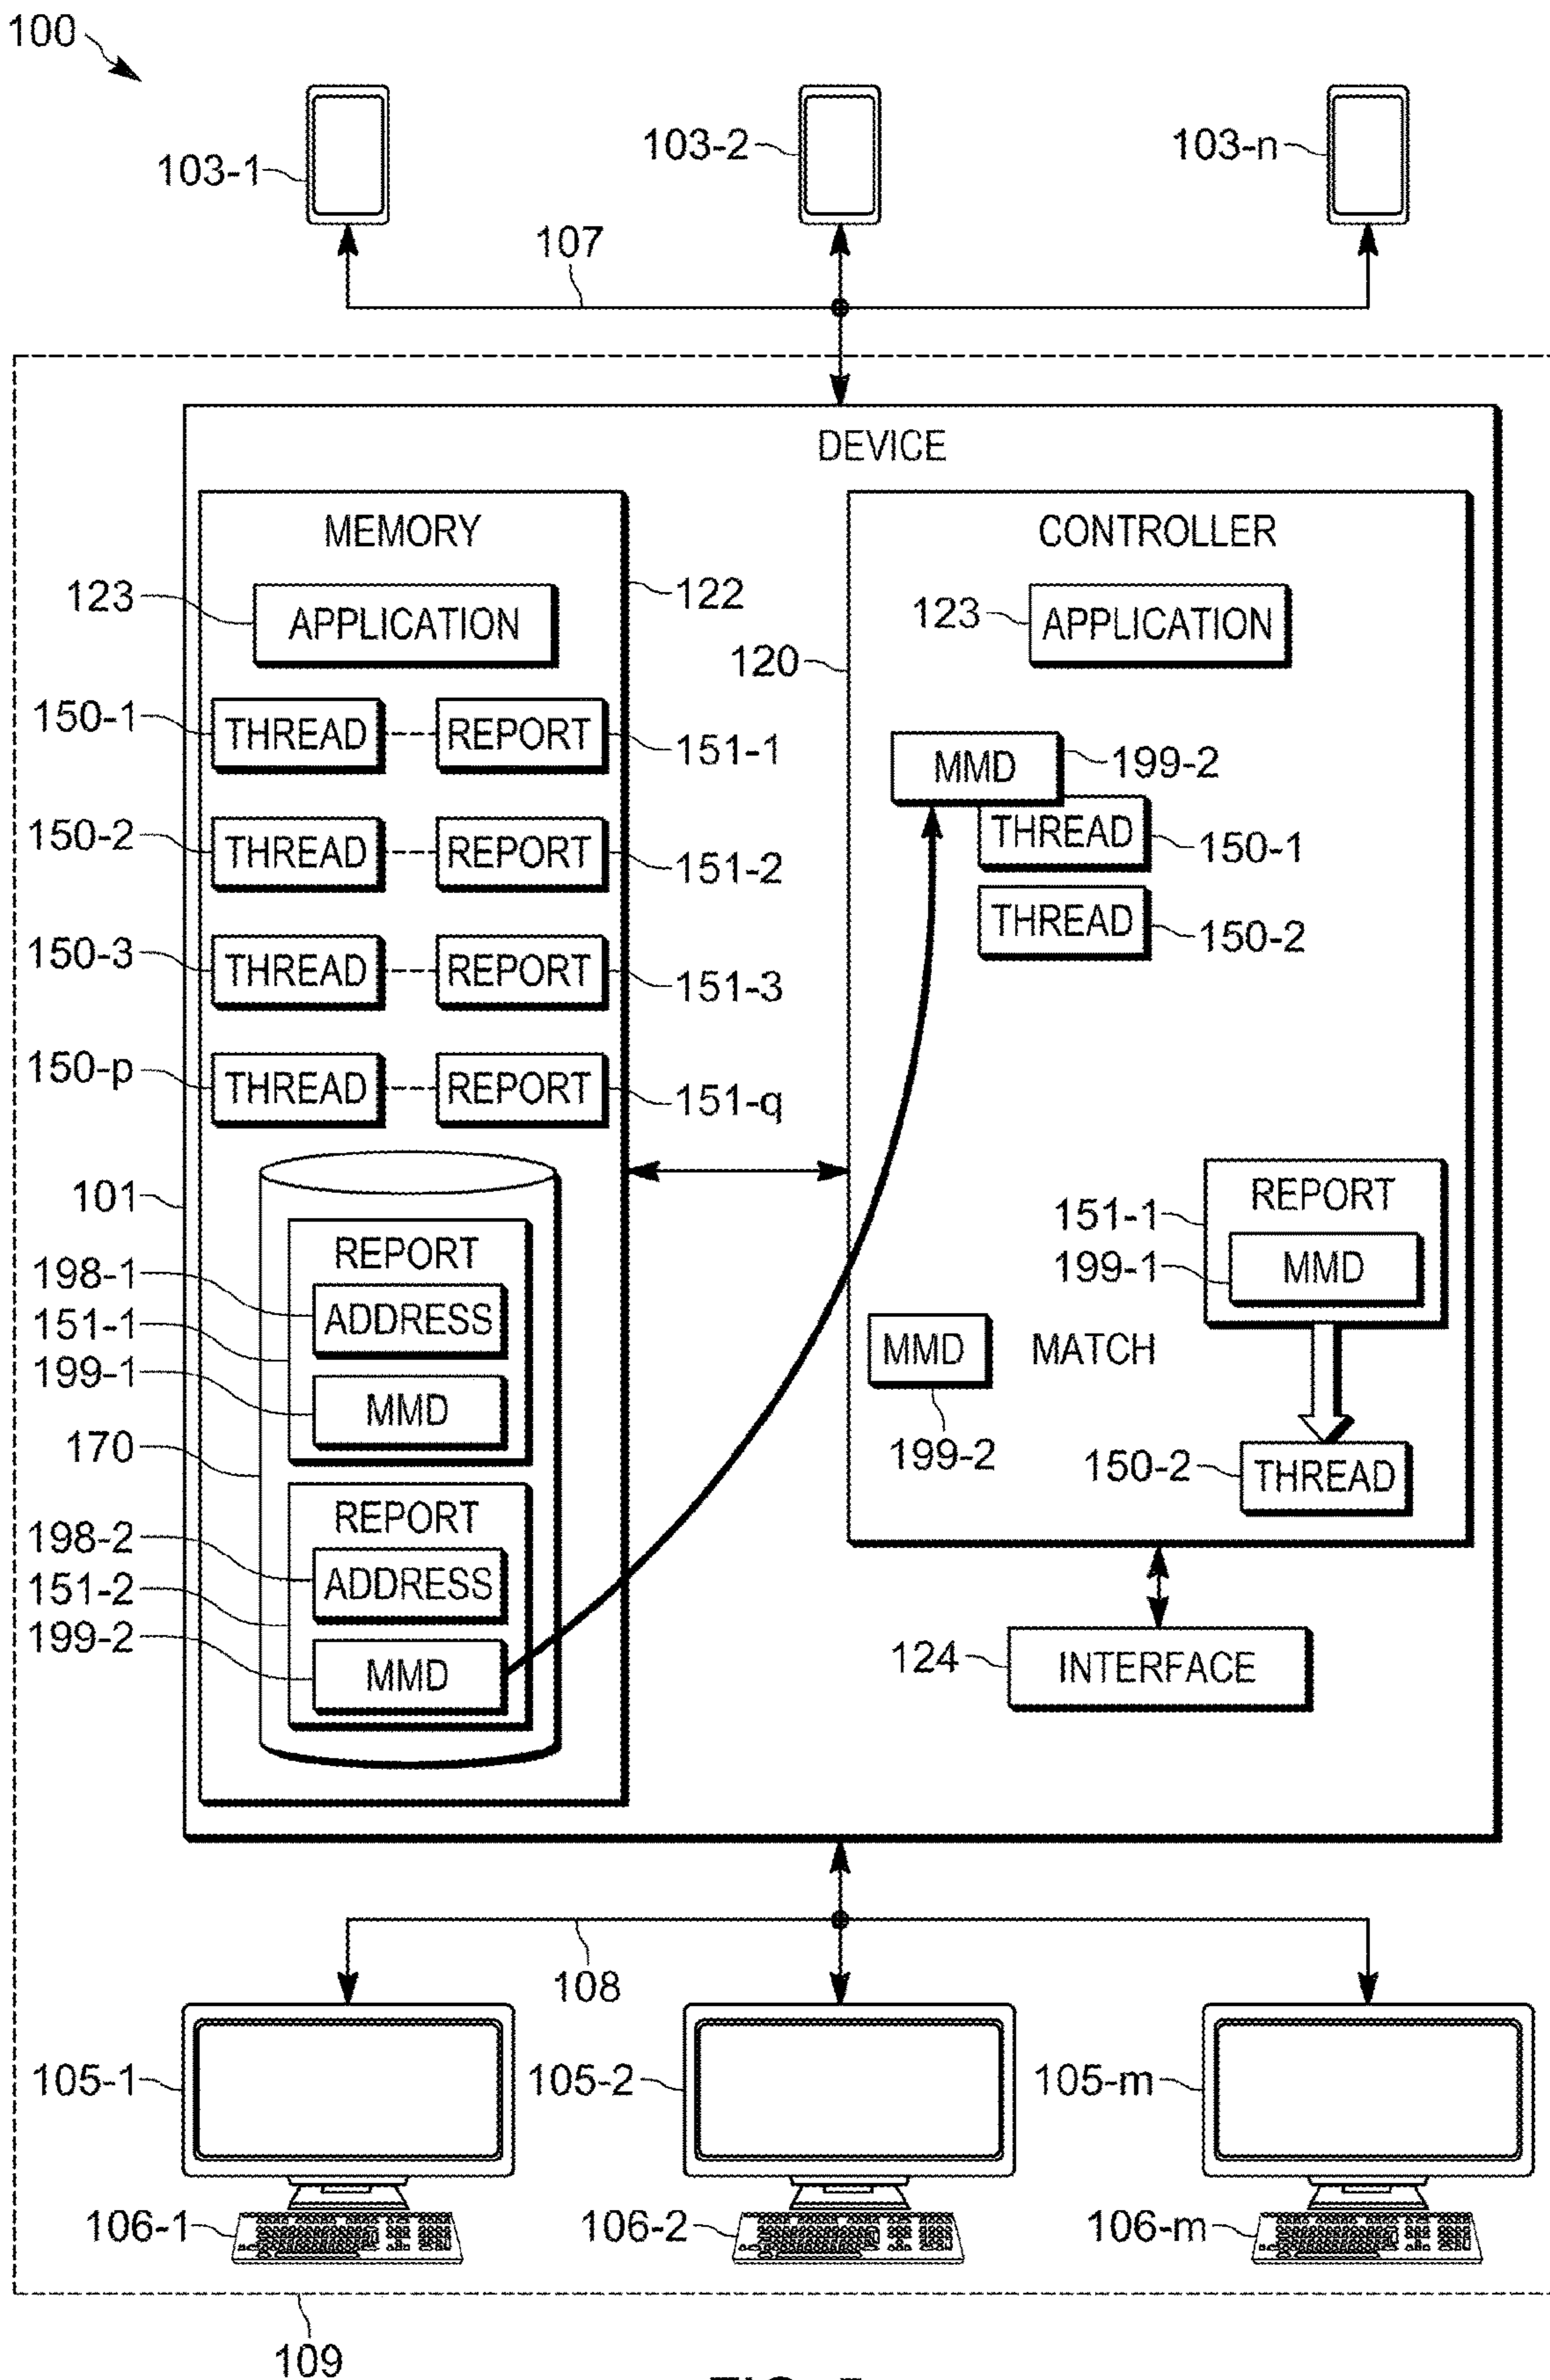 100
103-1
103-2
103-n
107
DEVICE
MEMORY
CONTROLLER
123
APPLICATION
122
123
APPLICATION
120
150-1
THREAD
REPORT
151-1
MMD
199-2
THREAD
150-1
150-2
THREAD
REPORT
151-2
THREAD
150-2
150-3
THREAD
REPORT
151-3
150-p
THREAD
REPORT
151-q
101
REPORT
198-1
ADDRESS
151-1
199-1
MMD
170
REPORT
198-2
ADDRESS
151-2
199-2
MMD
REPORT
151-1
199-1
MMD
MMD
MATCH
199-2
150-2
THREAD
124
INTERFACE
108
105-1
105-2
105-m
106-1
106-2
106-m
109